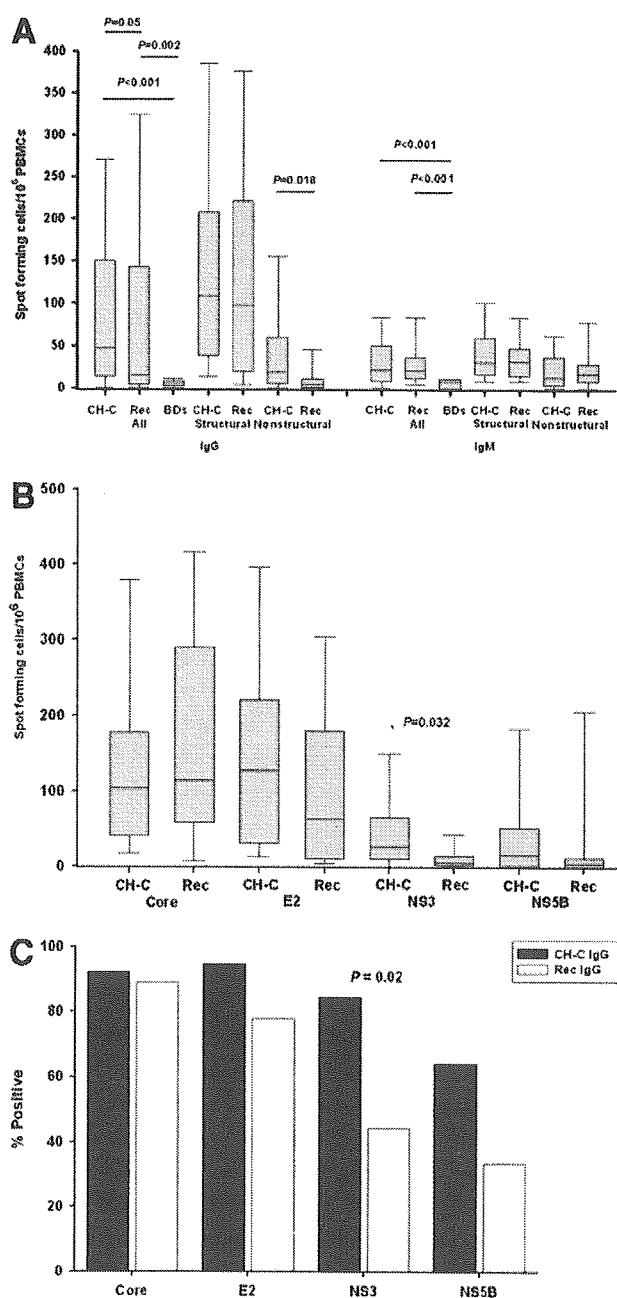 A
P=0.05
P=0.002
P<0.001
P=0.018
P<0.001
P<0.001
Spot forming cells/10⁶ PBMCs
400
350
300
250
200
150
100
50
0
CH-C Rec BDs CH-C Rec CH-C Rec CH-C Rec BDs CH-C Rec CH-C Rec
All Structural Nonstructural All Structural Nonstructural
IgG IgM
B
Spot forming cells/10⁶ PBMCs
500
400
300
200
100
0
P=0.032
CH-C Rec CH-C Rec CH-C Rec CH-C Rec
Core E2 NS3 NS5B
C
% Positive
100
80
60
40
20
0
P = 0.02
CH-C IgG
Rec IgG
Core E2 NS3 NS5B